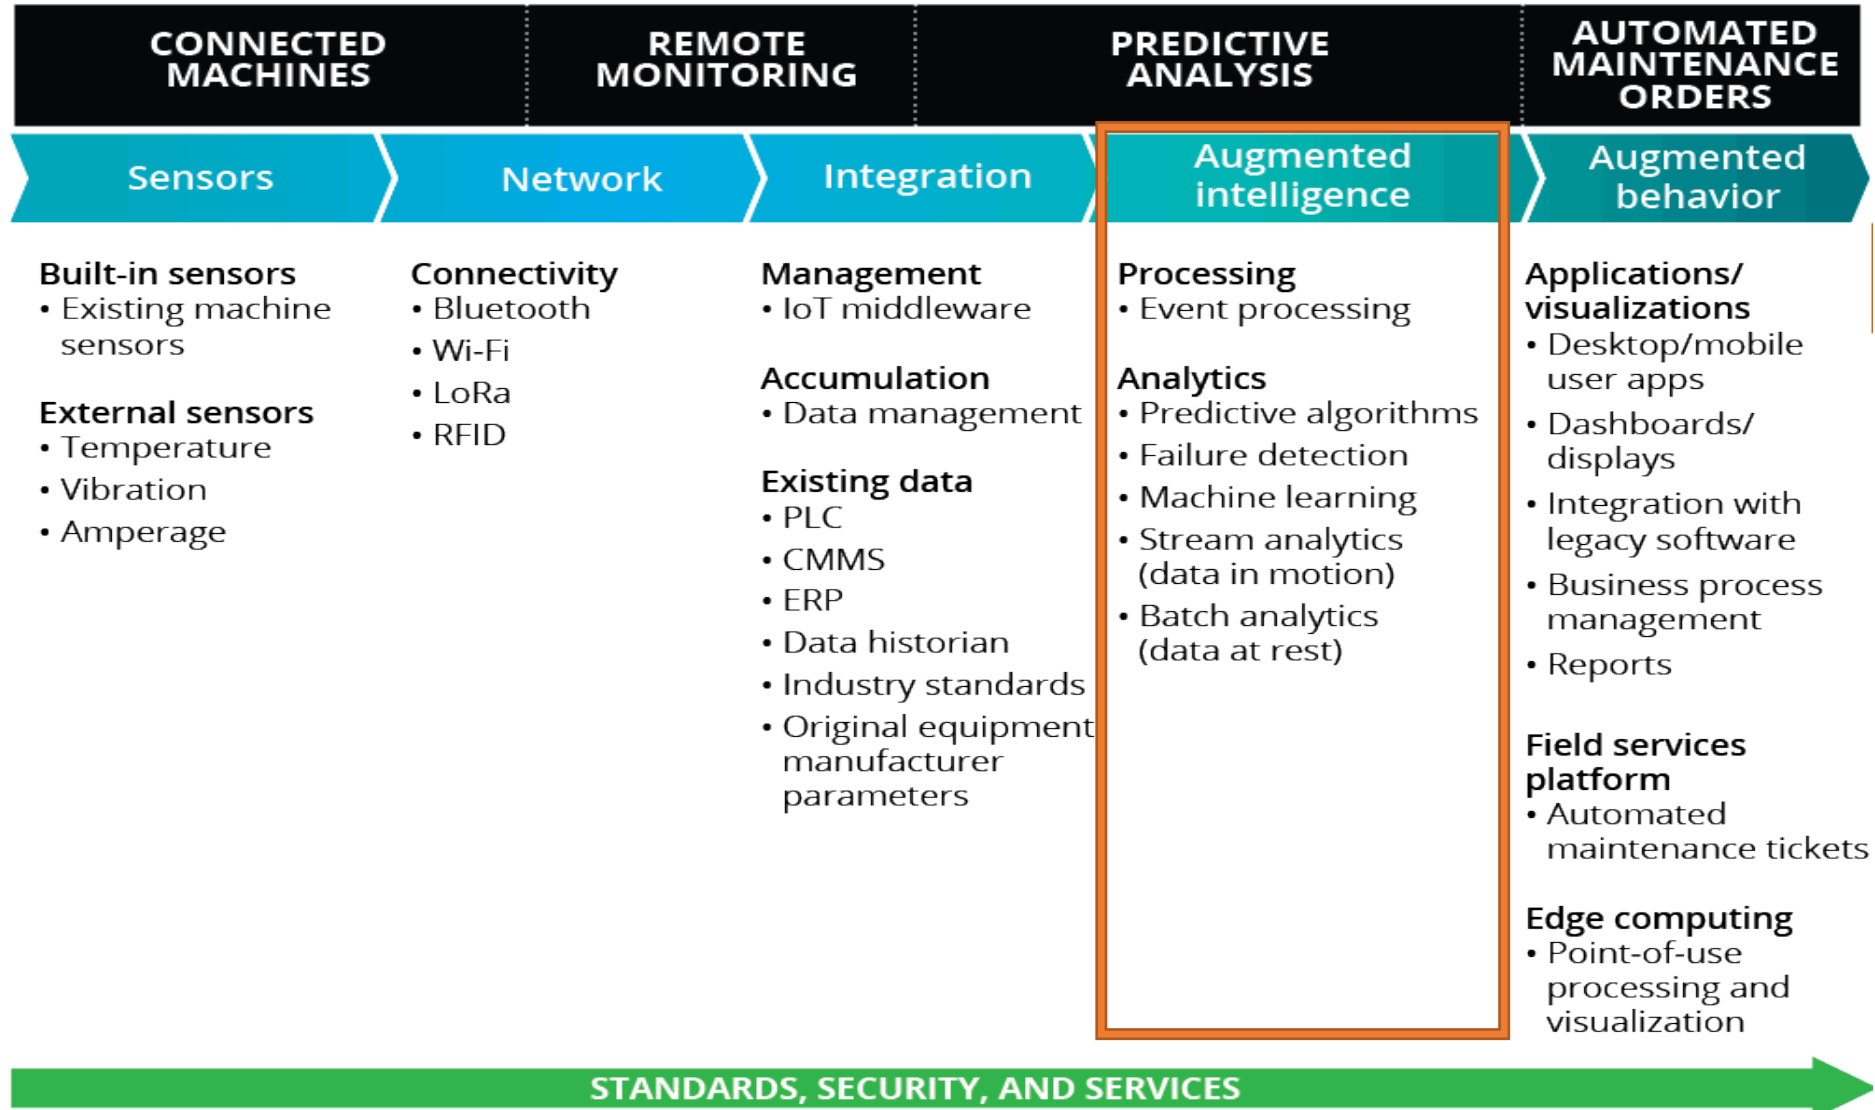 CONNECTED
MACHINES
REMOTE
MONITORING
PREDICTIVE
ANALYSIS
AUTOMATED
MAINTENANCE
ORDERS
Sensors
Network
Integration
Augmented
intelligence
Augmented
behavior
Built-in sensors
• Existing machine
sensors
External sensors
• Temperature
• Vibration
• Amperage
Connectivity
• Bluetooth
• Wi-Fi
• LoRa
• RFID
Management
• IoT middleware
Accumulation
• Data management
Existing data
• PLC
• CMMS
• ERP
• Data historian
• Industry standards
• Original equipment
manufacturer
parameters
Processing
• Event processing
Analytics
• Predictive algorithms
• Failure detection
• Machine learning
• Stream analytics
(data in motion)
• Batch analytics
(data at rest)
Applications/
visualizations
• Desktop/mobile
user apps
• Dashboards/
displays
• Integration with
legacy software
• Business process
management
• Reports
Field services
platform
• Automated
maintenance tickets
Edge computing
• Point-of-use
processing and
visualization
STANDARDS, SECURITY, AND SERVICES